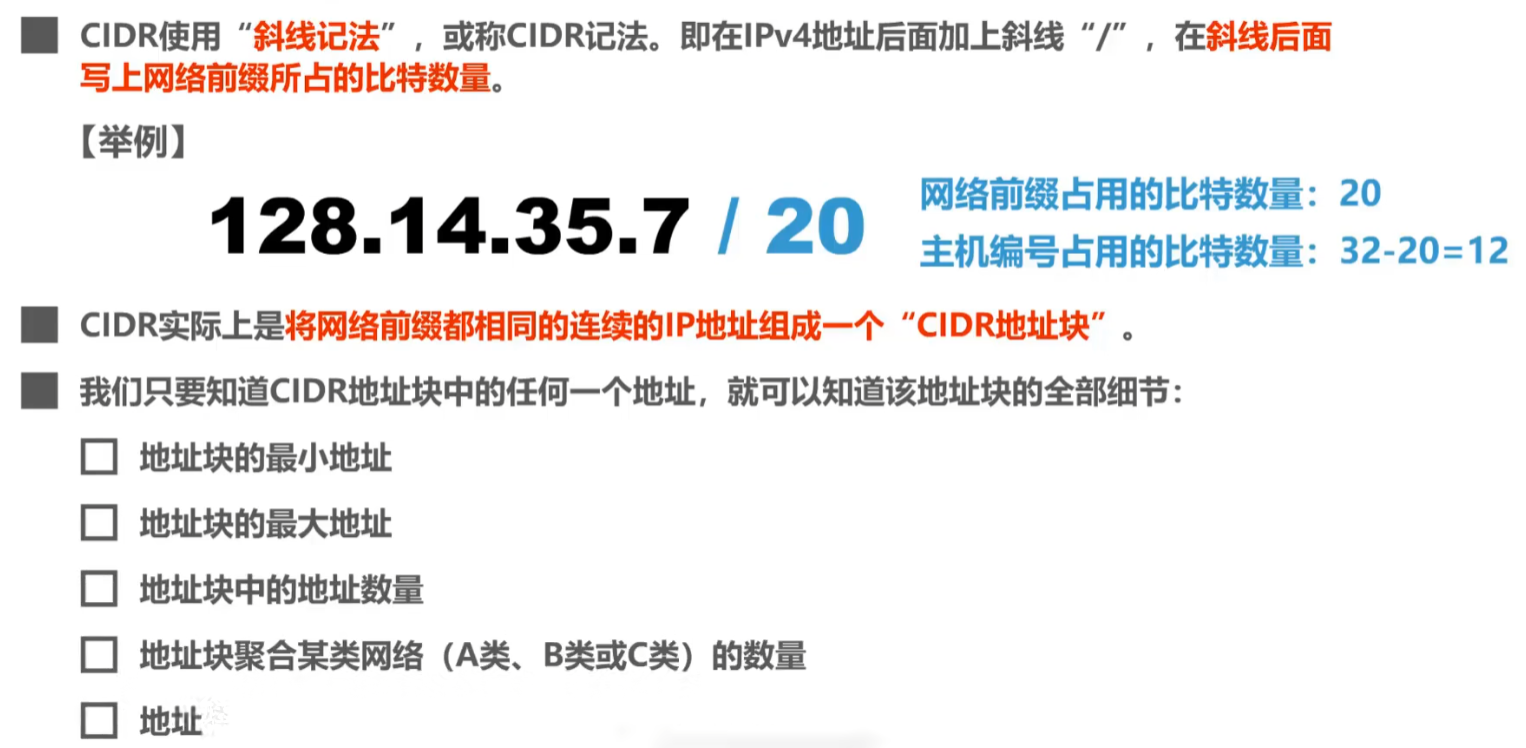 CIDR使用“斜线记法”，或称CIDR记法。即在IPv4地址后面加上斜线“/”，在斜线后面
写上网络前缀所占的比特数量。
【举例】
128.14.35.7 / 20
网络前缀占用的比特数量：20
主机编号占用的比特数量：32-20=12
CIDR实际上是将网络前缀都相同的连续的IP地址组成一个“CIDR地址块”。
我们只要知道CIDR地址块中的任何一个地址，就可以知道该地址块的全部细节：
地址块的最小地址
地址块的最大地址
地址块中的地址数量
地址块聚合某类网络（A类、B类或C类）的数量
地址